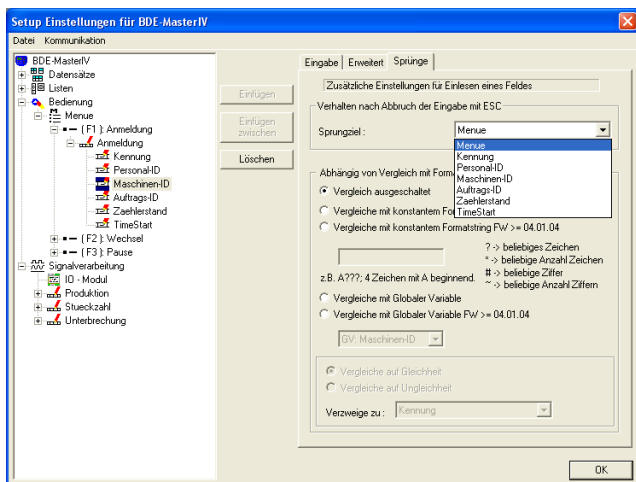 Setup Einstellungen für BDE-MasterIV
Datei Kommunikation
BDE-MasterIV
Datensätze
Listen
Bedienung
Menue
( F1 ): Anmeldung
Anmeldung
Kennung
Personal-ID
Maschinen-ID
Auftrags-ID
Zaehlerstand
TimeStart
( F2 ): Wechsel
( F3 ): Pause
Signalverarbeitung
IO - Modul
Produktion
Stueckzahl
Unterbrechung
Einfügen
Einfügen
zwischen
Löschen
Eingabe Erweitert Sprünge
Zusätzliche Einstellungen für Einlesen eines Feldes
Verhalten nach Abbruch der Eingabe mit ESC
Sprungziel : Menue
Menue
Kennung
Personal-ID
Maschinen-ID
Auftrags-ID
Zaehlerstand
TimeStart
Abhängig von Vergleich mit
Vergleich ausgeschaltet
Vergleiche mit konstantem
Vergleiche mit konstantem Formatstring FW >= 04.01.04
? -> beliebiges Zeichen
* -> beliebige Anzahl Zeichen
# -> beliebige Ziffer
~ -> beliebige Anzahl Ziffern
z.B. A???; 4 Zeichen mit A beginnend.
Vergleiche mit Globaler Variable
Vergleiche mit Globaler Variable FW >= 04.01.04
GV: Maschinen-ID
Vergleiche auf Gleichheit
Vergleiche auf Ungleichheit
Verzweige zu : Kennung
OK